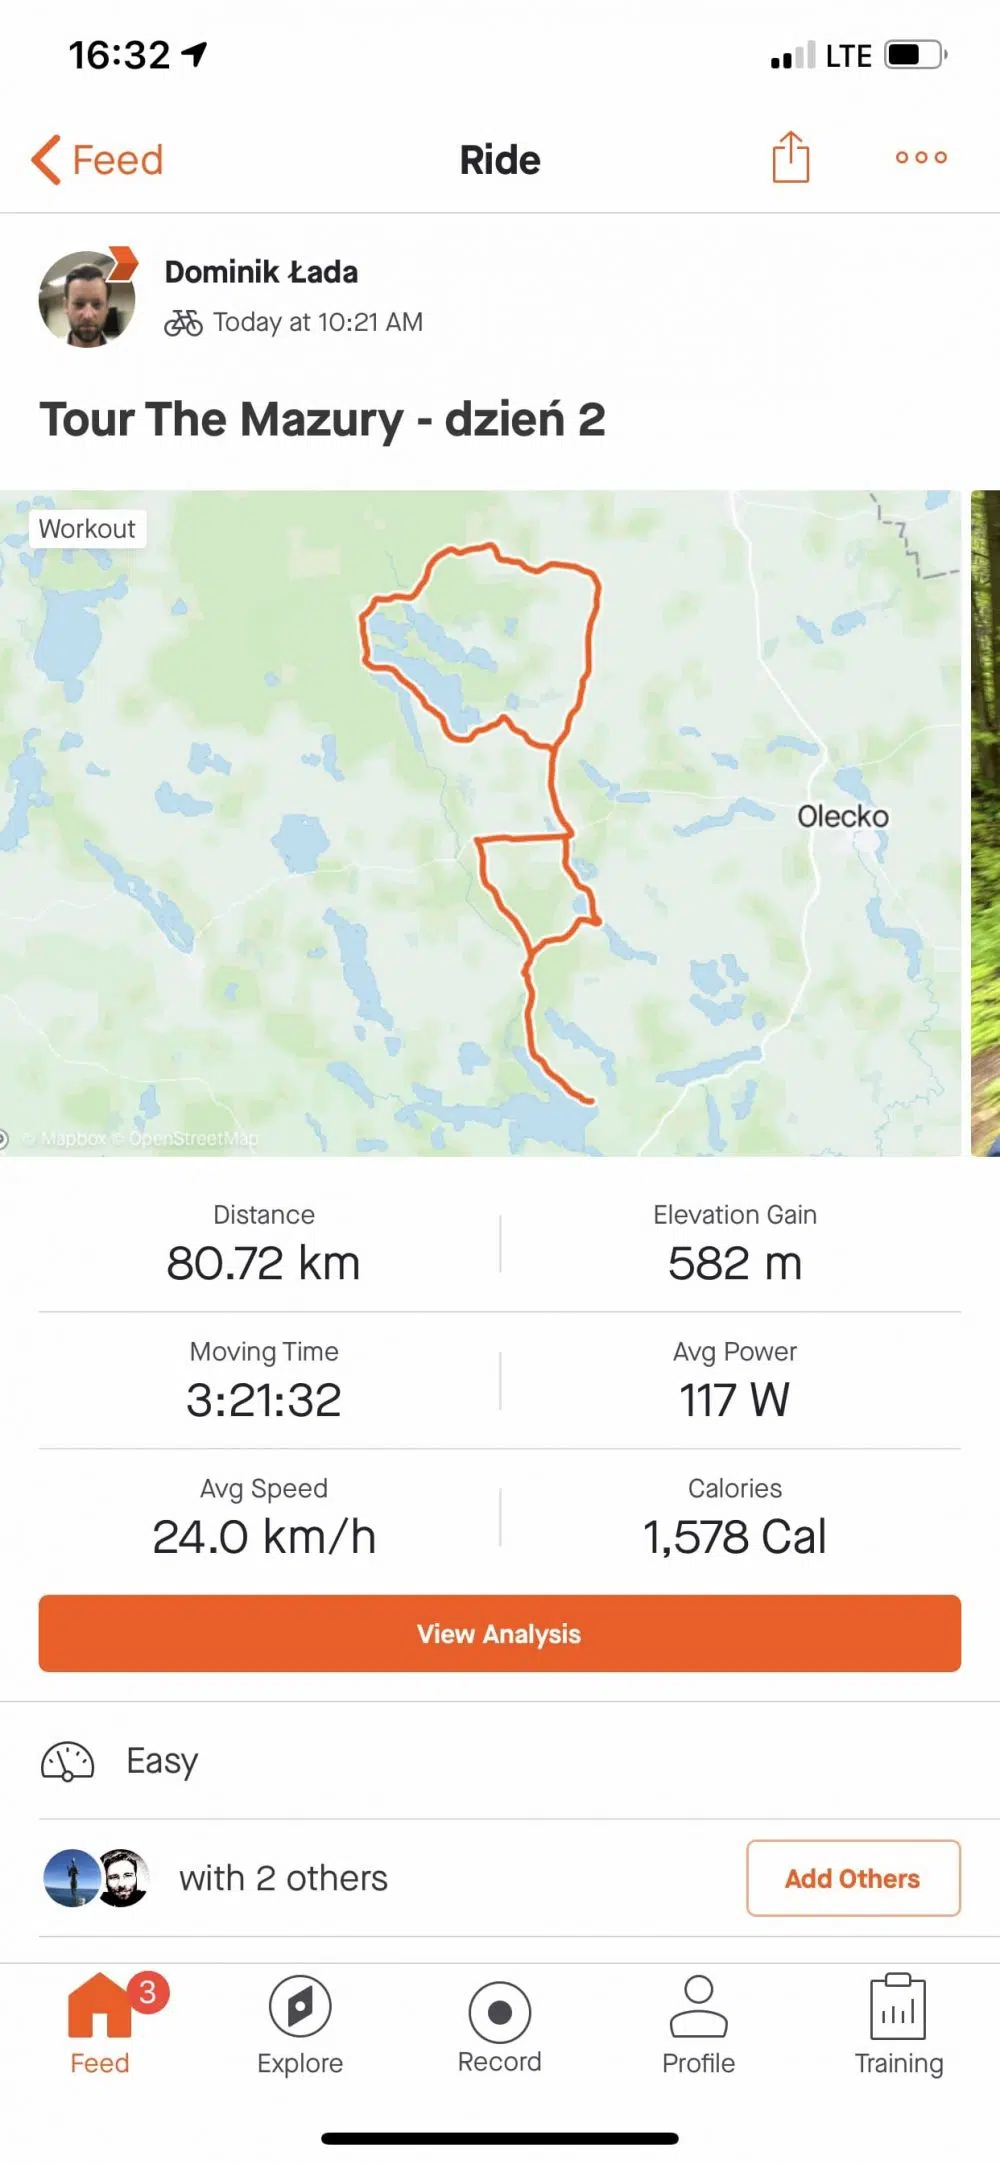 16:32 LTE
Feed Ride
Dominik Łada
Today at 10:21 AM
Tour The Mazury - dzień 2
Workout
Olecko
© Mapbox © OpenStreetMap
Distance Elevation Gain
80.72 km 582 m
Moving Time Avg Power
3:21:32 117 W
Avg Speed Calories
24.0 km/h 1,578 Cal
View Analysis
Easy
with 2 others Add Others
3
Feed Explore Record Profile Training